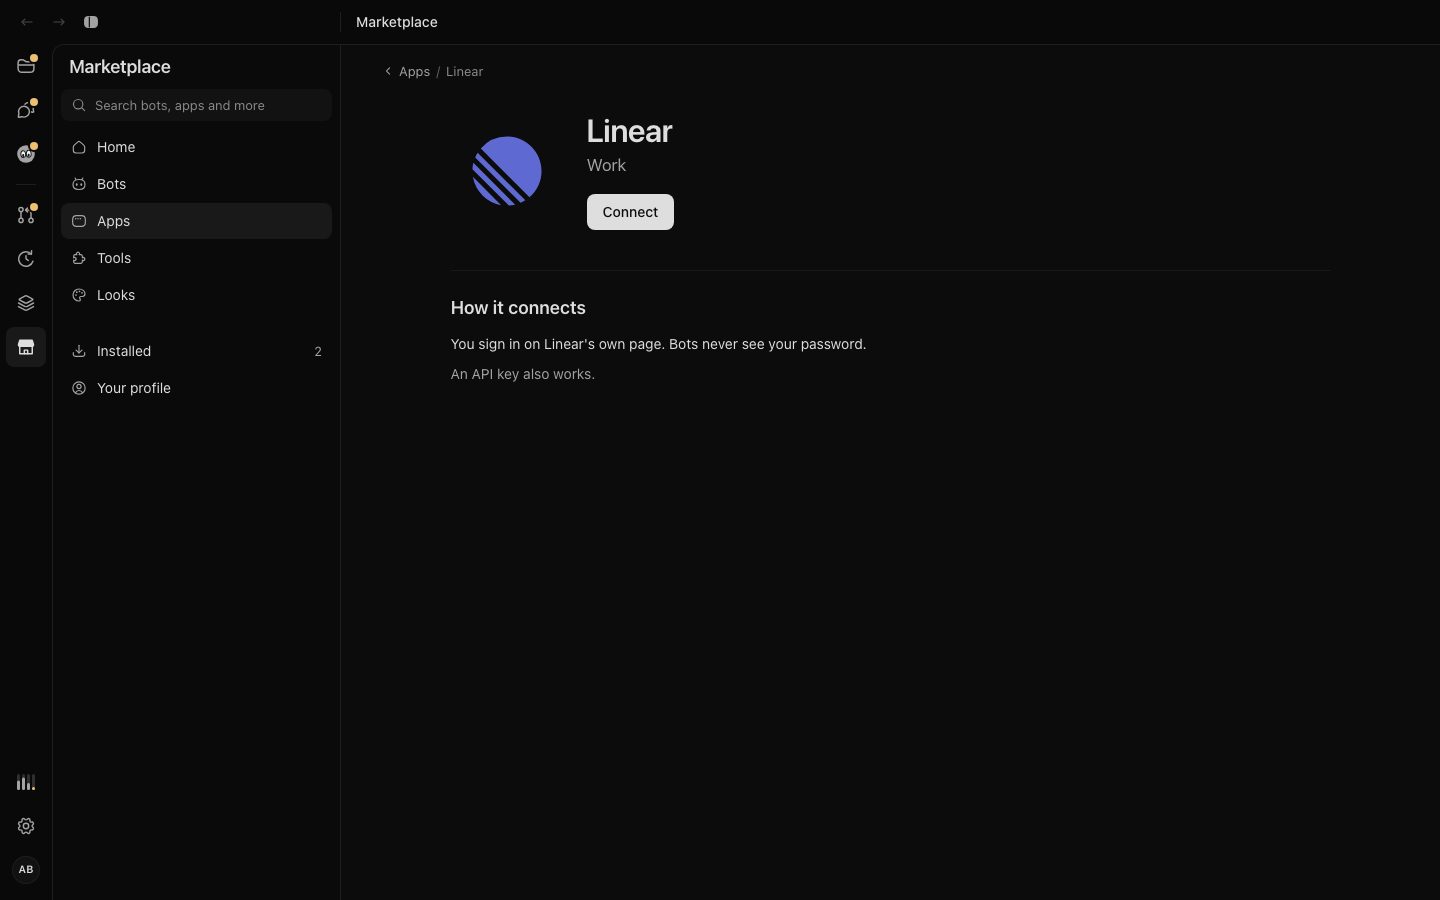 Marketplace
Marketplace
Search bots, apps and more
Home
Bots
Apps
Tools
Looks
Installed 2
Your profile
AB
Apps / Linear
Linear
Work
Connect
How it connects
You sign in on Linear's own page. Bots never see your password.
An API key also works.